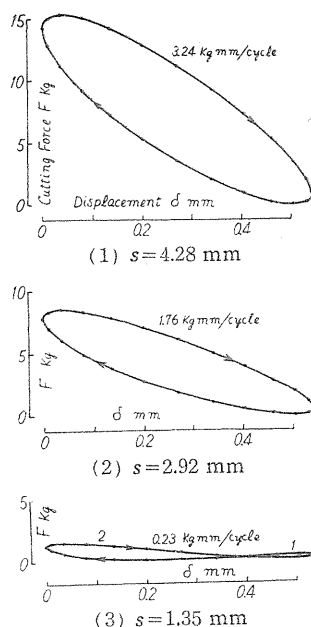 15
10
5
0
Cutting Force F Kg
3.24 Kg mm/cycle
Displacement δ mm
0 0.2 0.4
(1) s=4.28 mm
10
5
0
F Kg
1.76 Kg mm/cycle
δ mm
0 0.2 0.4
(2) s=2.92 mm
5
0
F Kg
2 0.23 Kg mm/cycle 1
δ mm
0 0.2 0.4
(3) s=1.35 mm